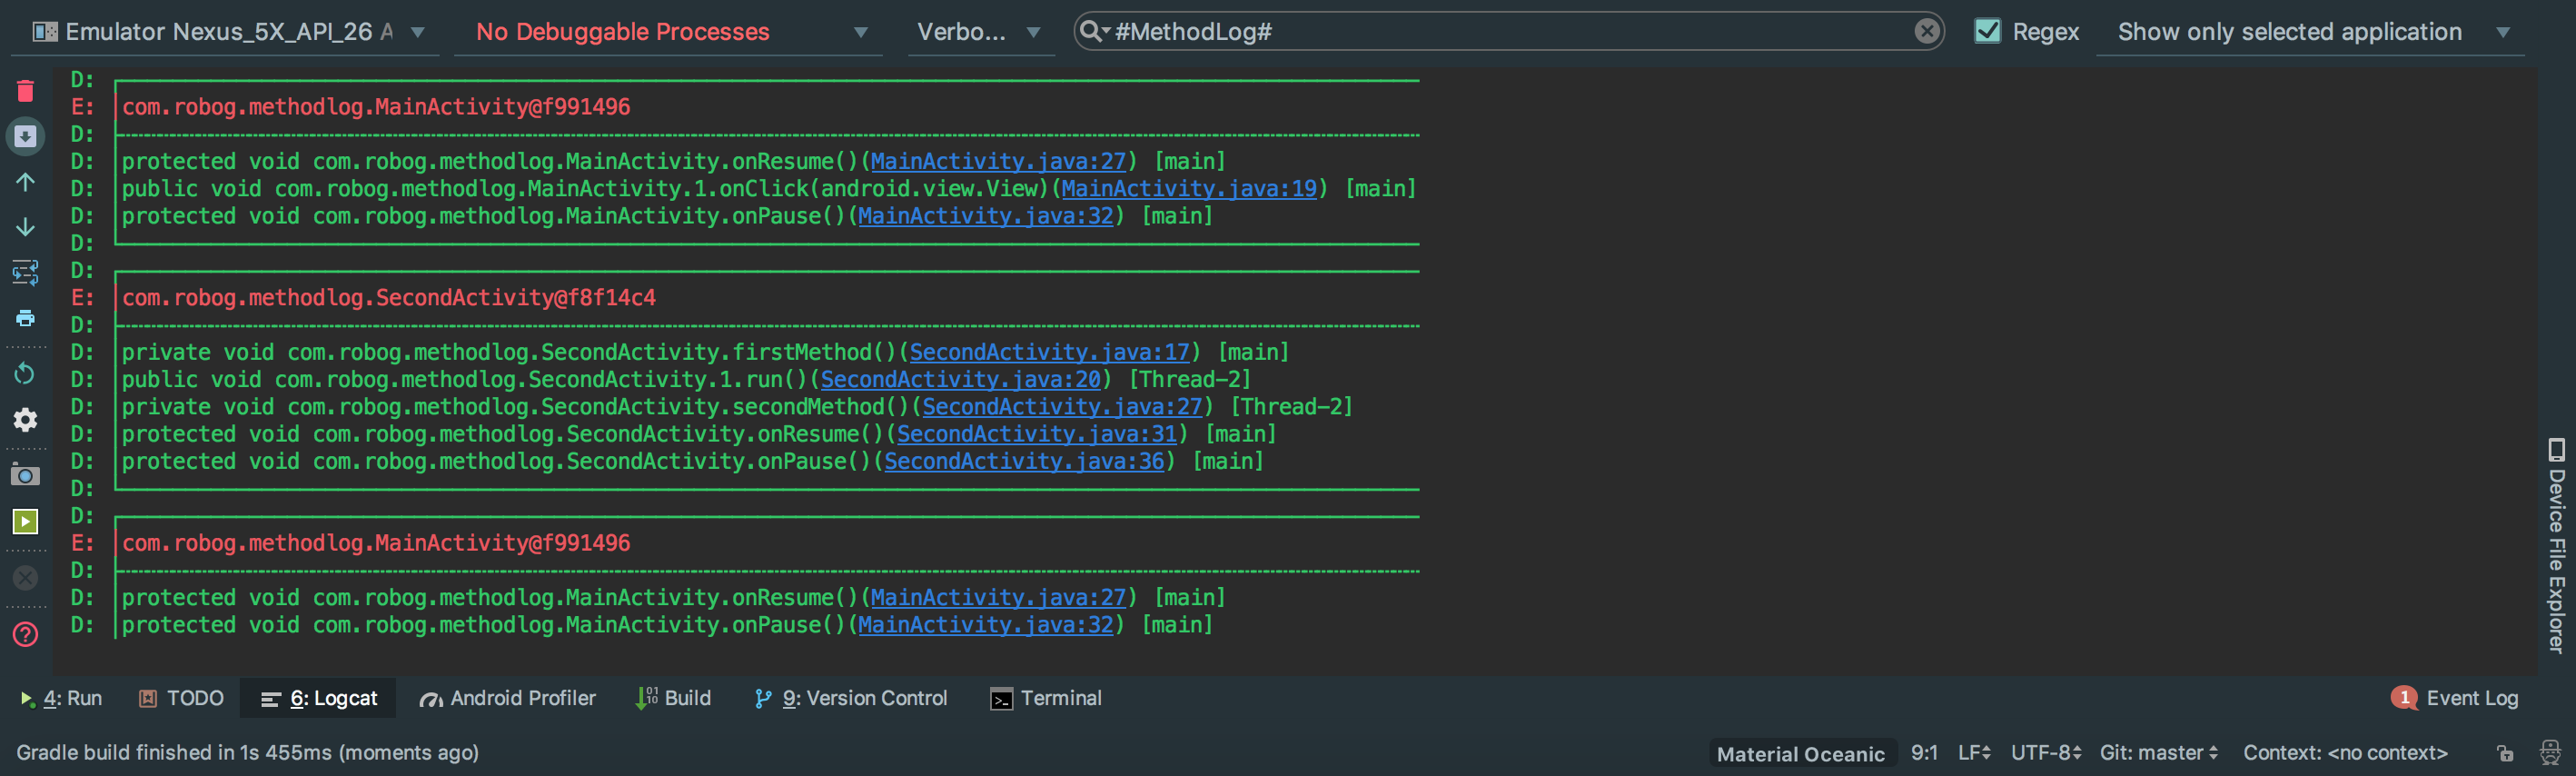 Emulator Nexus_5X_API_26 A No Debuggable Processes Verbo... #MethodLog# Regex Show only selected application
D:
E: com.robog.methodlog.MainActivity@f991496
D:
D: protected void com.robog.methodlog.MainActivity.onResume()(MainActivity.java:27) [main]
D: public void com.robog.methodlog.MainActivity.1.onClick(android.view.View)(MainActivity.java:19) [main]
D: protected void com.robog.methodlog.MainActivity.onPause()(MainActivity.java:32) [main]
D:
D:
E: com.robog.methodlog.SecondActivity@f8f14c4
D:
D: private void com.robog.methodlog.SecondActivity.firstMethod()(SecondActivity.java:17) [main]
D: public void com.robog.methodlog.SecondActivity.1.run()(SecondActivity.java:20) [Thread-2]
D: private void com.robog.methodlog.SecondActivity.secondMethod()(SecondActivity.java:27) [Thread-2]
D: protected void com.robog.methodlog.SecondActivity.onResume()(SecondActivity.java:31) [main]
D: protected void com.robog.methodlog.SecondActivity.onPause()(SecondActivity.java:36) [main]
D:
D:
E: com.robog.methodlog.MainActivity@f991496
D:
D: protected void com.robog.methodlog.MainActivity.onResume()(MainActivity.java:27) [main]
D: protected void com.robog.methodlog.MainActivity.onPause()(MainActivity.java:32) [main]
Device File Explorer
4: Run TODO 6: Logcat Android Profiler Build 9: Version Control Terminal 1 Event Log
Gradle build finished in 1s 455ms (moments ago) Material Oceanic 9:1 LF UTF-8 Git: master Context: <no context>